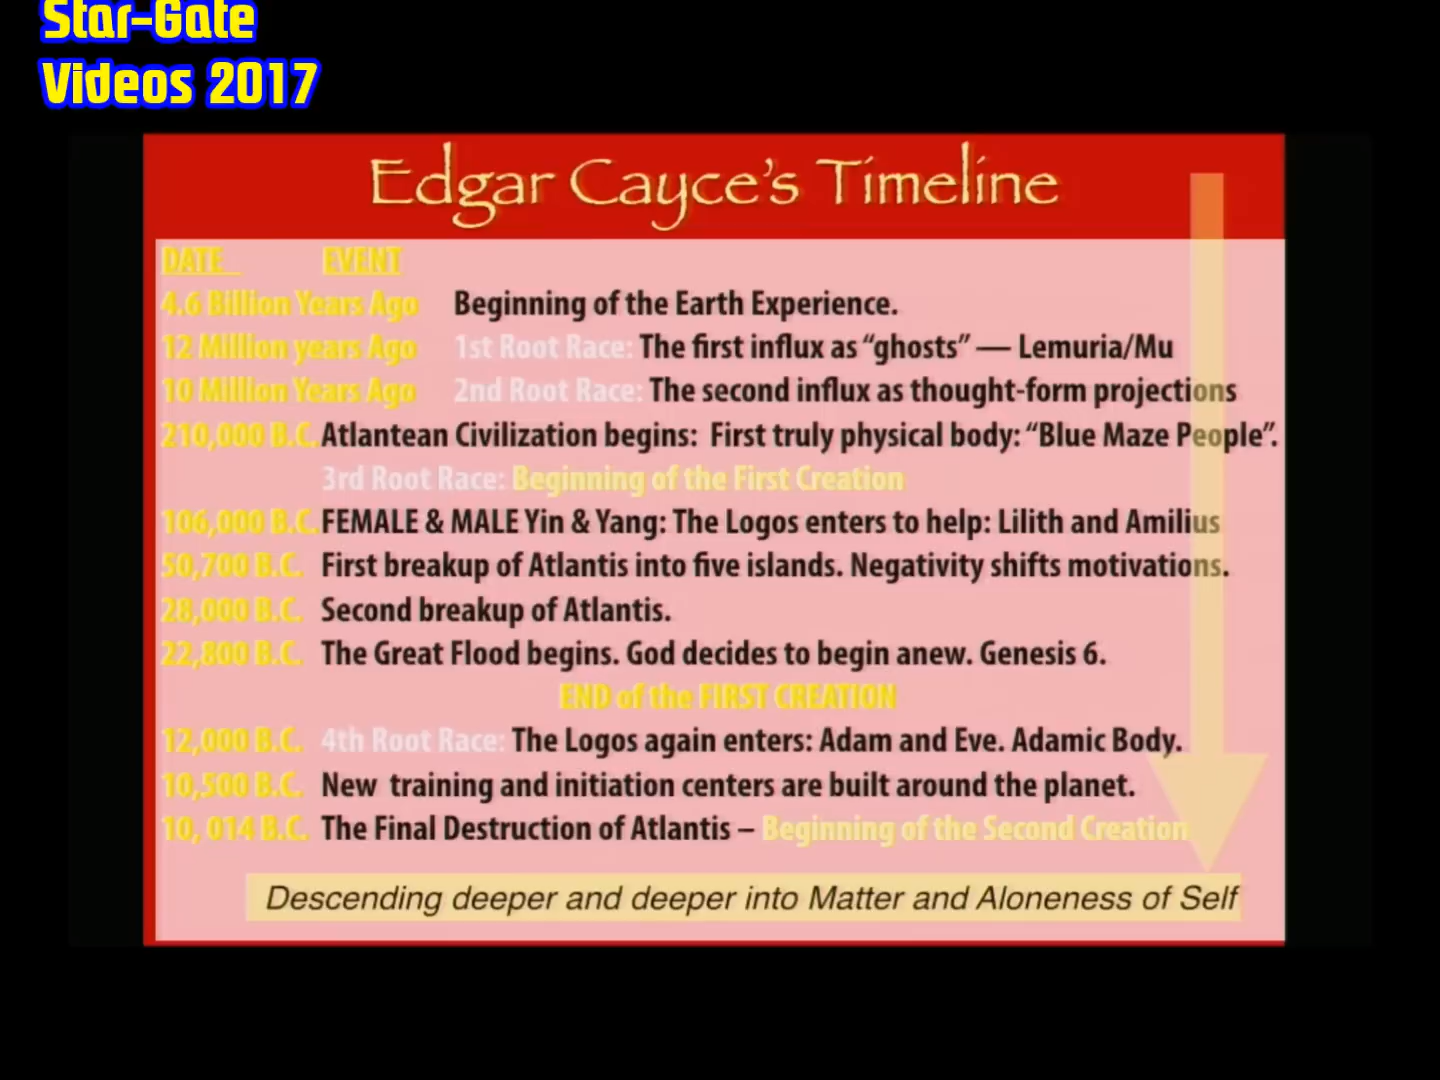 Star-Gate
Videos 2017
Edgar Cayce's Timeline
DATE EVENT
4.6 Billion Years Ago Beginning of the Earth Experience.
12 Million years Ago 1st Root Race: The first influx as “ghosts” — Lemuria/Mu
10 Million Years Ago 2nd Root Race: The second influx as thought-form projections
210,000 B.C. Atlantean Civilization begins: First truly physical body: “Blue Maze People”.
3rd Root Race: Beginning of the First Creation
106,000 B.C. FEMALE & MALE Yin & Yang: The Logos enters to help: Lilith and Amilius
50,700 B.C. First breakup of Atlantis into five islands. Negativity shifts motivations.
28,000 B.C. Second breakup of Atlantis.
22,800 B.C. The Great Flood begins. God decides to begin anew. Genesis 6.
END of the FIRST CREATION
12,000 B.C. 4th Root Race: The Logos again enters: Adam and Eve. Adamic Body.
10,500 B.C. New training and initiation centers are built around the planet.
10, 014 B.C. The Final Destruction of Atlantis – Beginning of the Second Creation
Descending deeper and deeper into Matter and Aloneness of Self